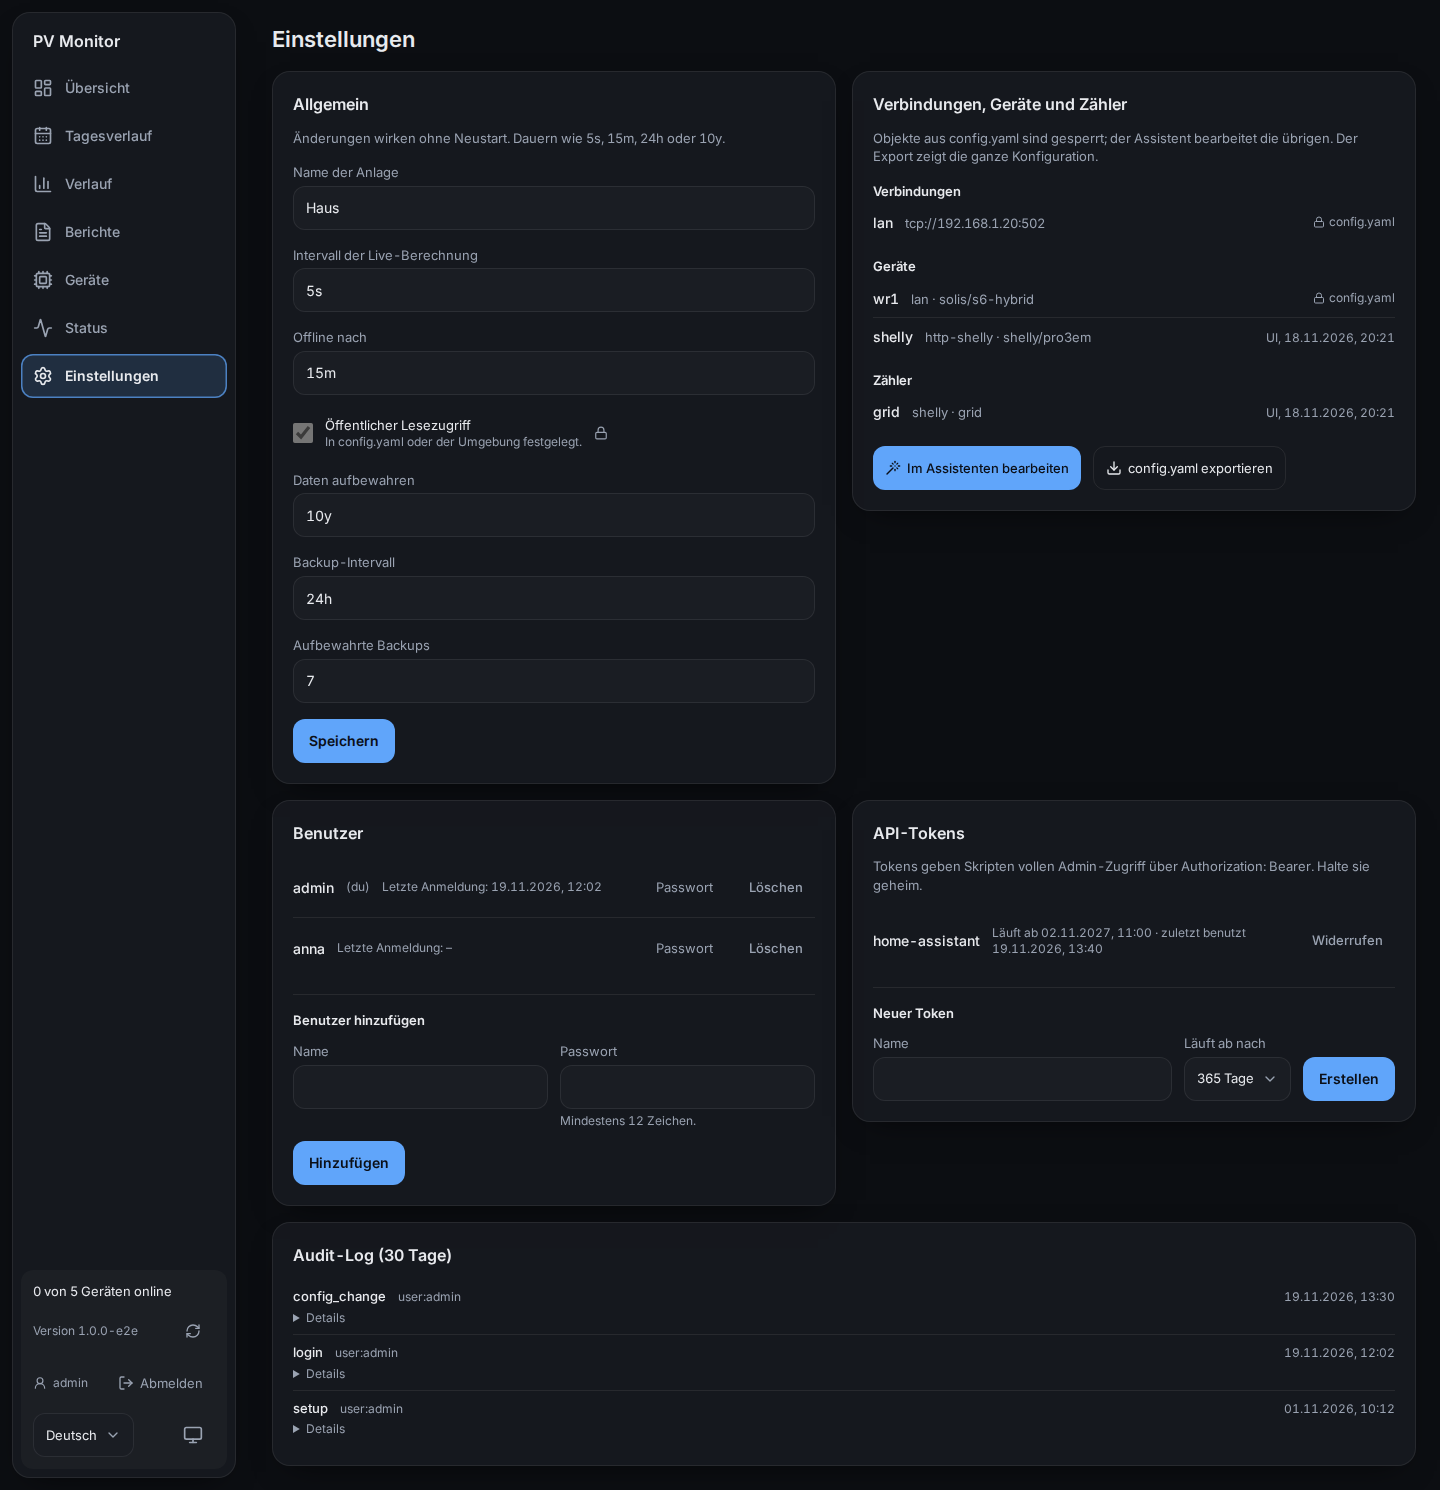 PV Monitor
Übersicht
Tagesverlauf
Verlauf
Berichte
Geräte
Status
Einstellungen
0 von 5 Geräten online
Version 1.0.0-e2e
admin
Abmelden
Deutsch
Einstellungen
Allgemein
Änderungen wirken ohne Neustart. Dauern wie 5s, 15m, 24h oder 10y.
Name der Anlage
Haus
Intervall der Live-Berechnung
5s
Offline nach
15m
Öffentlicher Lesezugriff
In config.yaml oder der Umgebung festgelegt.
Daten aufbewahren
10y
Backup-Intervall
24h
Aufbewahrte Backups
7
Speichern
Verbindungen, Geräte und Zähler
Objekte aus config.yaml sind gesperrt; der Assistent bearbeitet die übrigen. Der
Export zeigt die ganze Konfiguration.
Verbindungen
lan tcp://192.168.1.20:502 config.yaml
Geräte
wr1 lan · solis/s6-hybrid config.yaml
shelly http-shelly · shelly/pro3em UI, 18.11.2026, 20:21
Zähler
grid shelly · grid UI, 18.11.2026, 20:21
Im Assistenten bearbeiten config.yaml exportieren
Benutzer
admin (du) Letzte Anmeldung: 19.11.2026, 12:02 Passwort Löschen
anna Letzte Anmeldung: – Passwort Löschen
Benutzer hinzufügen
Name Passwort
Mindestens 12 Zeichen.
Hinzufügen
API-Tokens
Tokens geben Skripten vollen Admin-Zugriff über Authorization: Bearer. Halte sie
geheim.
home-assistant Läuft ab 02.11.2027, 11:00 · zuletzt benutzt
19.11.2026, 13:40 Widerrufen
Neuer Token
Name Läuft ab nach
365 Tage Erstellen
Audit-Log (30 Tage)
config_change user:admin 19.11.2026, 13:30
Details
login user:admin 19.11.2026, 12:02
Details
setup user:admin 01.11.2026, 10:12
Details